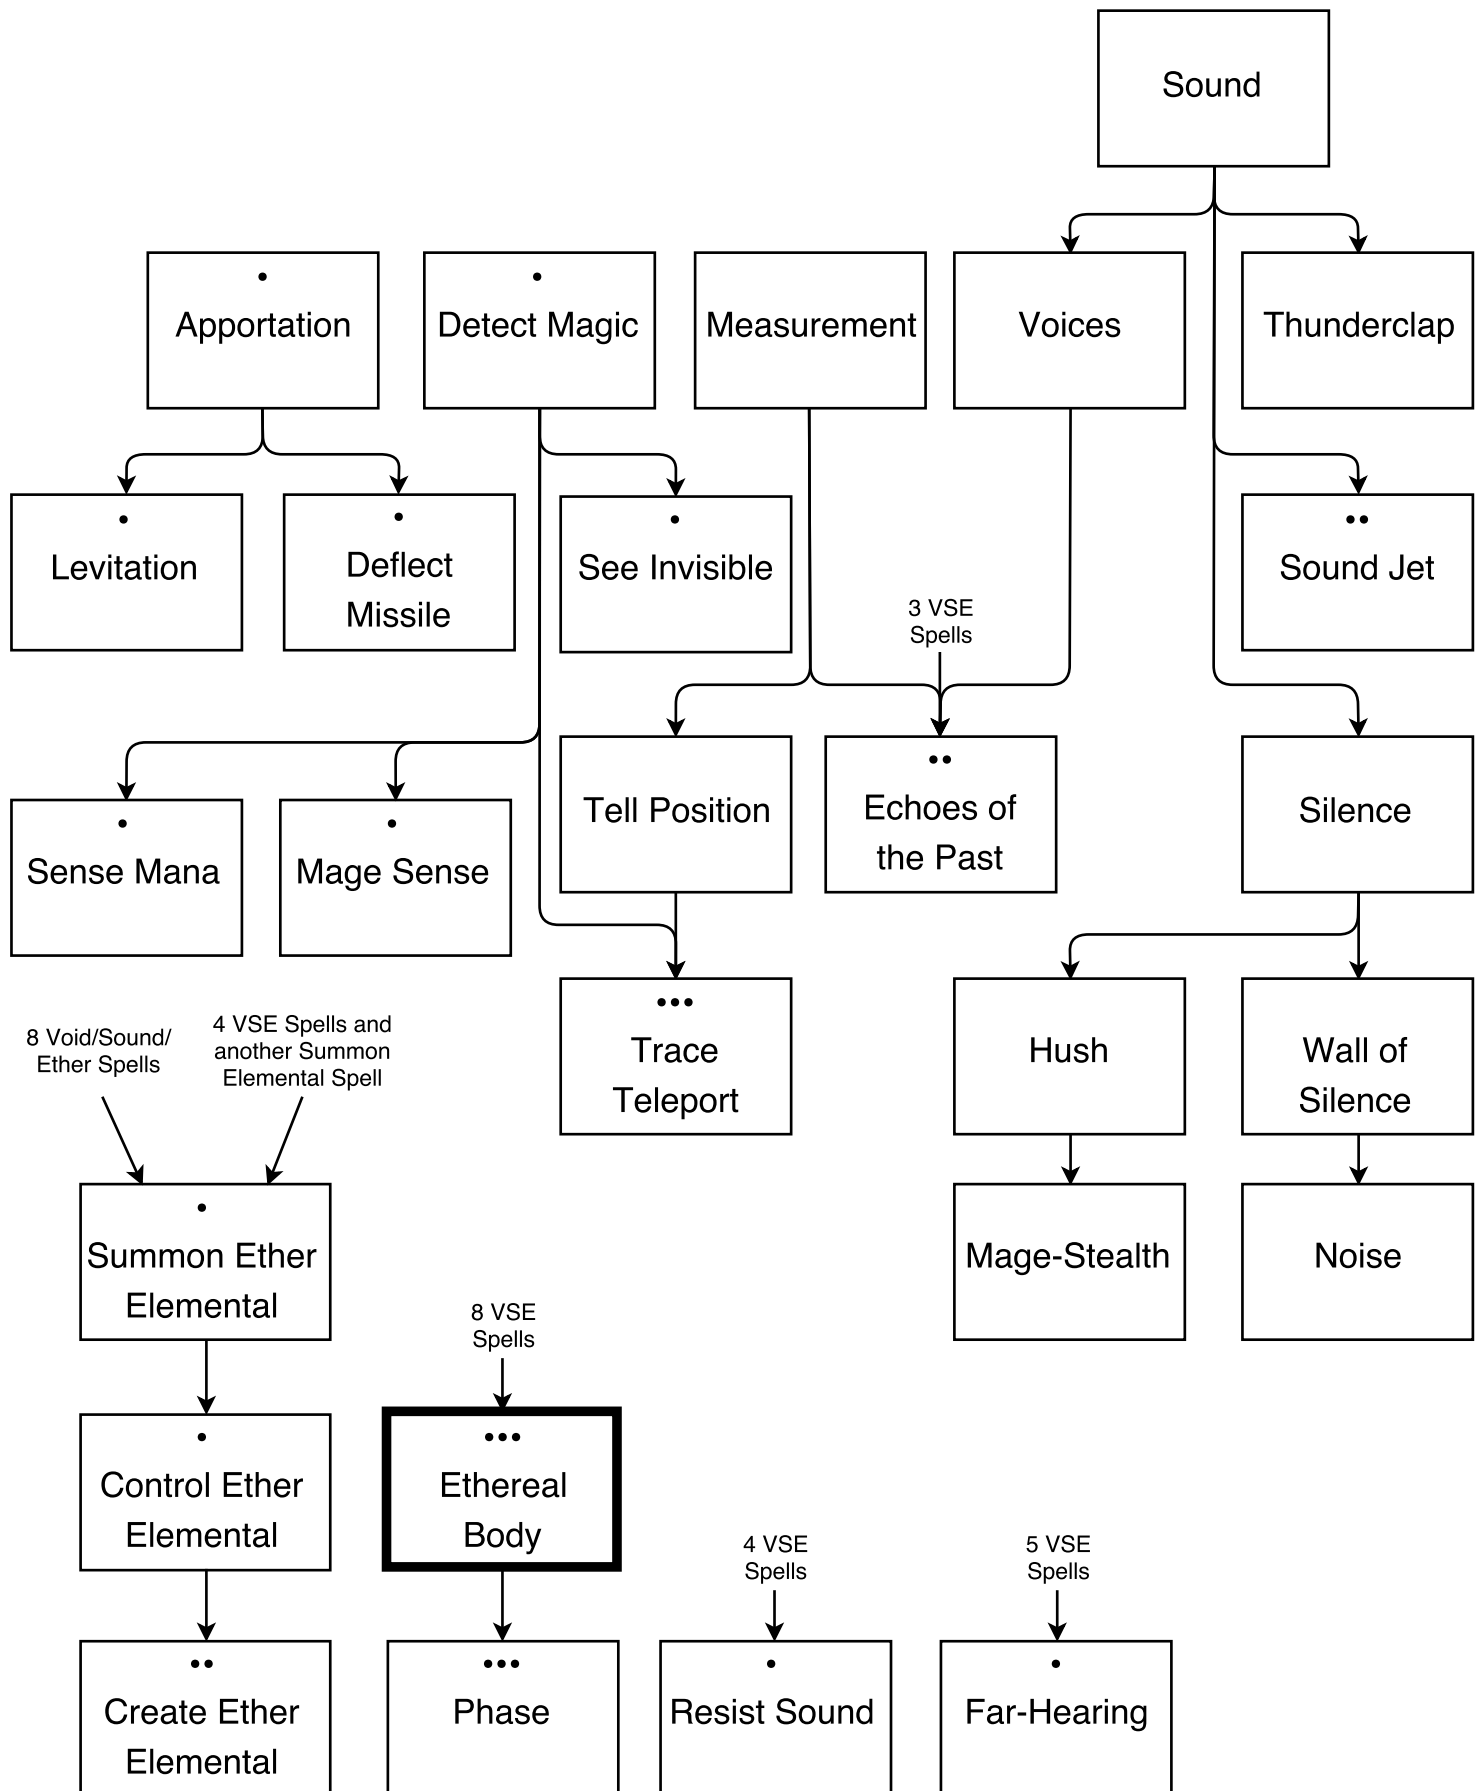 Sound
Apportation
Detect Magic
Measurement
Voices
Thunderclap
Levitation
Deflect
Missile
See Invisible
Sound Jet
3 VSE
Spells
Sense Mana
Mage Sense
Tell Position
Echoes of
the Past
Silence
8 Void/Sound/
Ether Spells
4 VSE Spells and
another Summon
Elemental Spell
Trace
Teleport
Hush
Wall of
Silence
Summon Ether
Elemental
Mage-Stealth
Noise
8 VSE
Spells
Control Ether
Elemental
Ethereal
Body
4 VSE
Spells
5 VSE
Spells
Create Ether
Elemental
Phase
Resist Sound
Far-Hearing